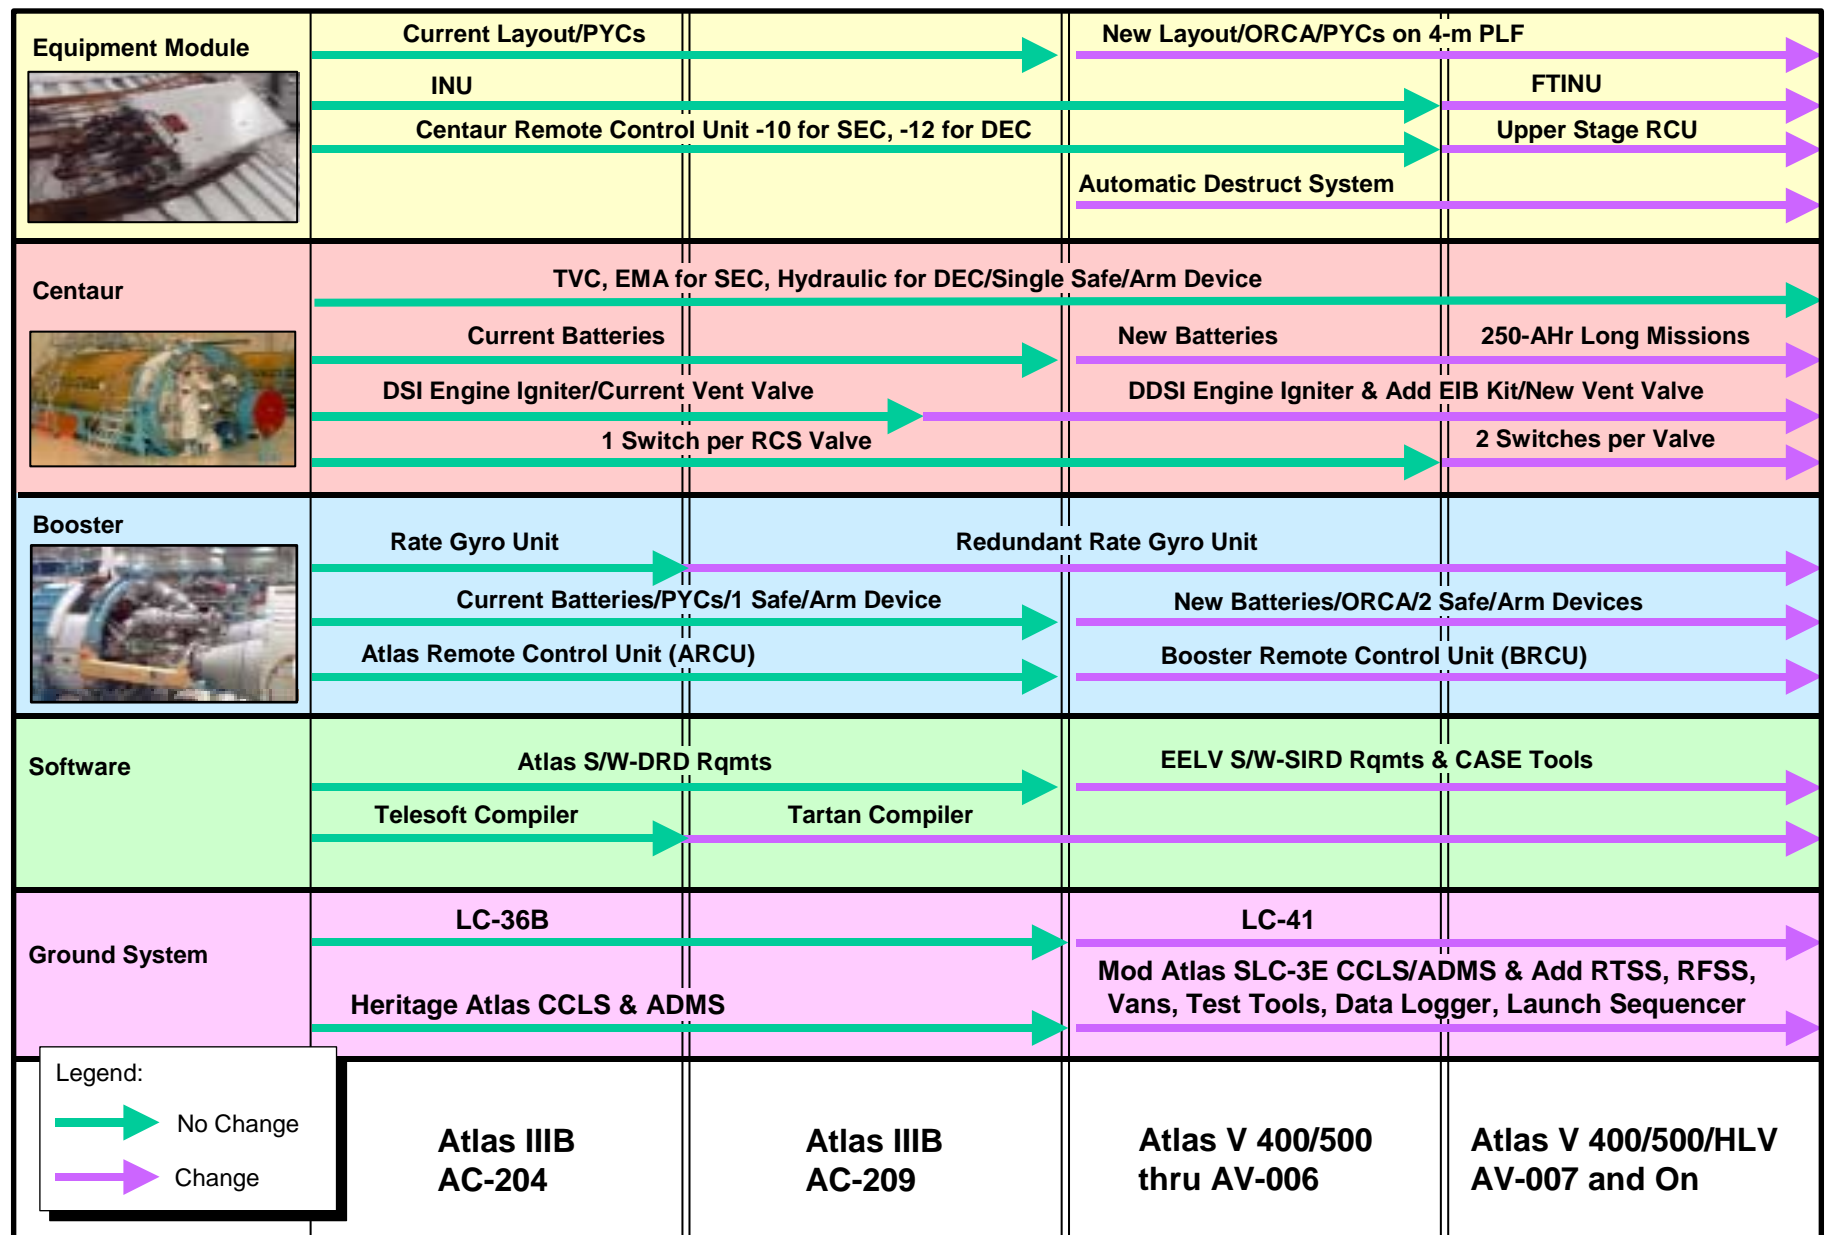 Equipment Module
Current Layout/PYCs
New Layout/ORCA/PYCs on 4-m PLF
INU
FTINU
Centaur Remote Control Unit -10 for SEC, -12 for DEC
Upper Stage RCU
Automatic Destruct System
Centaur
TVC, EMA for SEC, Hydraulic for DEC/Single Safe/Arm Device
Current Batteries
New Batteries
250-AHr Long Missions
DSI Engine Igniter/Current Vent Valve
DDSI Engine Igniter & Add EIB Kit/New Vent Valve
1 Switch per RCS Valve
2 Switches per Valve
Booster
Rate Gyro Unit
Redundant Rate Gyro Unit
Current Batteries/PYCs/1 Safe/Arm Device
New Batteries/ORCA/2 Safe/Arm Devices
Atlas Remote Control Unit (ARCU)
Booster Remote Control Unit (BRCU)
Software
Atlas S/W-DRD Rqmts
EELV S/W-SIRD Rqmts & CASE Tools
Telesoft Compiler
Tartan Compiler
Ground System
LC-36B
LC-41
Heritage Atlas CCLS & ADMS
Mod Atlas SLC-3E CCLS/ADMS & Add RTSS, RFSS,
Vans, Test Tools, Data Logger, Launch Sequencer
Legend:
No Change
Change
Atlas IIIB
AC-204
Atlas IIIB
AC-209
Atlas V 400/500
thru AV-006
Atlas V 400/500/HLV
AV-007 and On